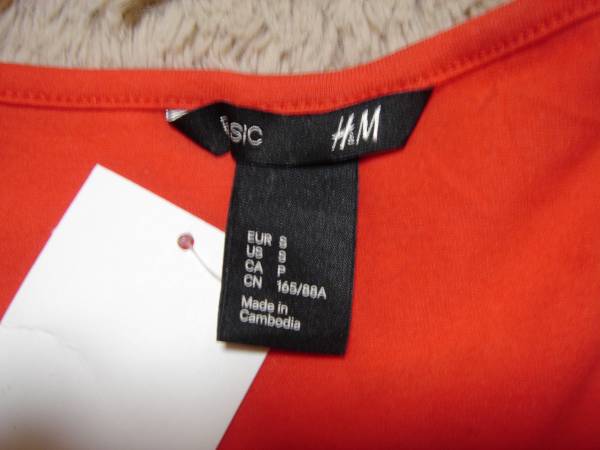 SIC H&M
EUR S
US S
CA P
CN 165/88A
Made in
Cambodia